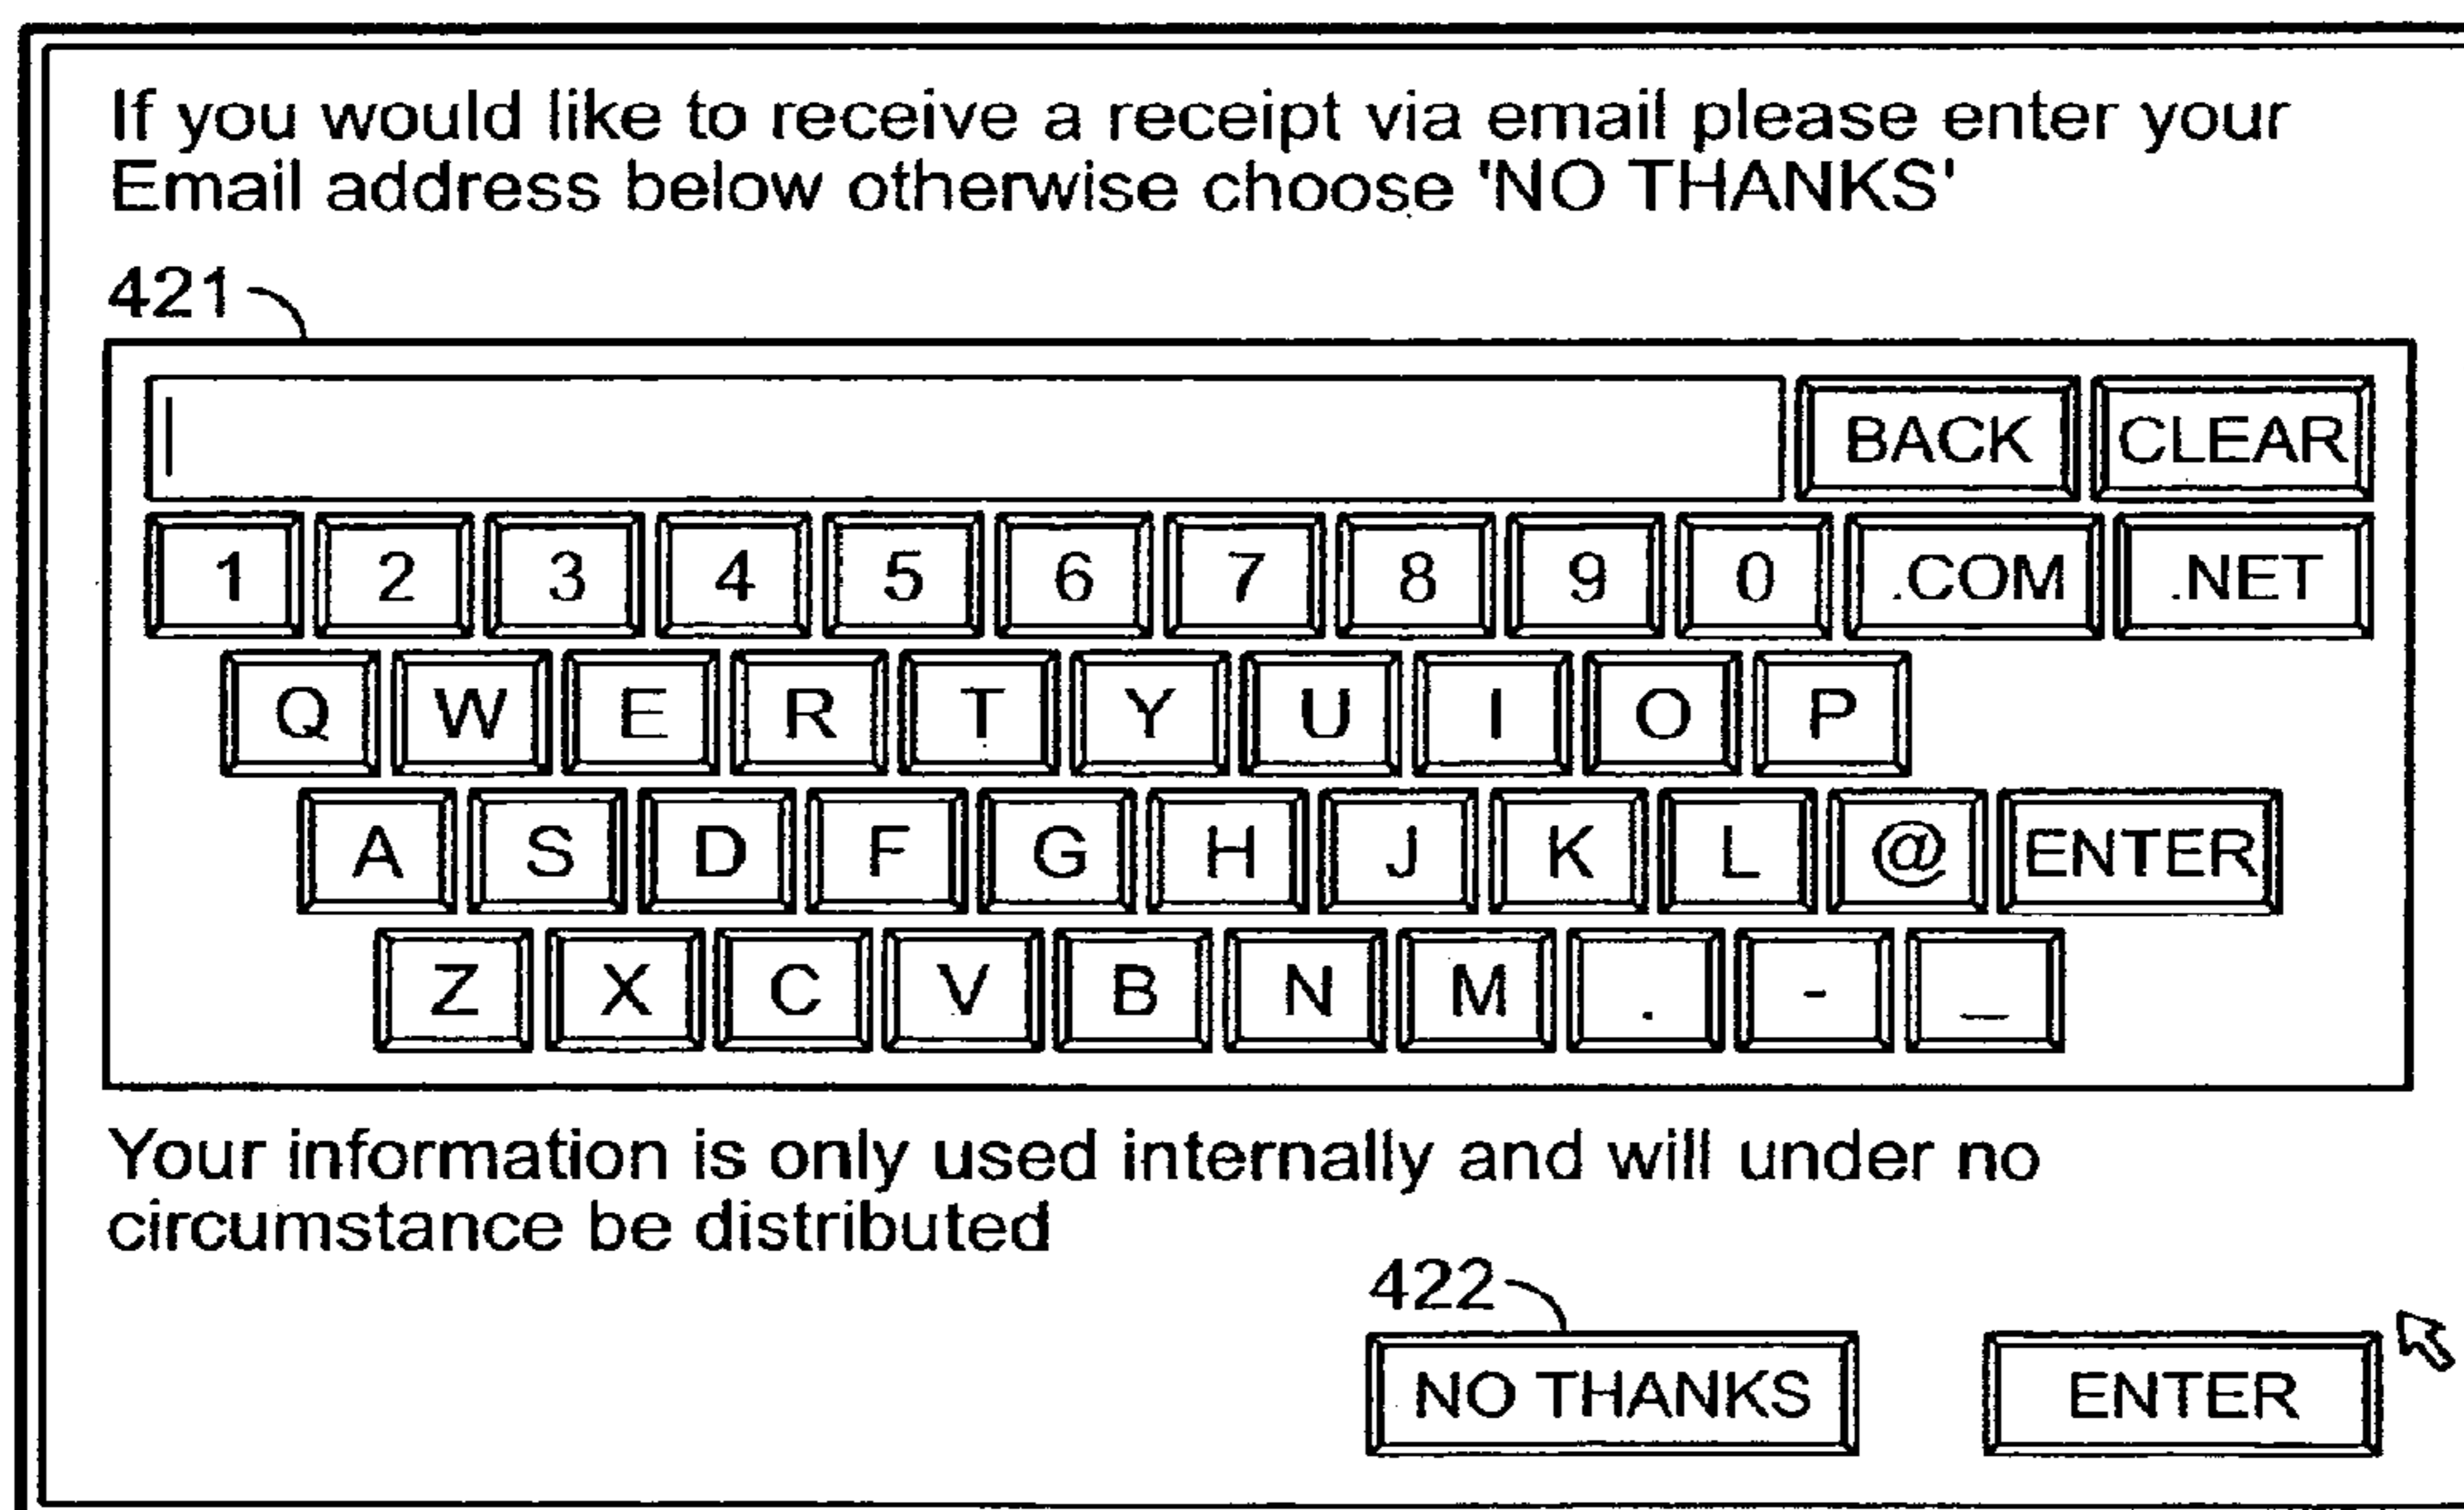 If you would like to receive a receipt via email please enter your
Email address below otherwise choose 'NO THANKS'
421
BACK CLEAR
1 2 3 4 5 6 7 8 9 0 .COM .NET
Q W E R T Y U I O P
A S D F G H J K L @ ENTER
Z X C V B N M . - _
Your information is only used internally and will under no
circumstance be distributed
422
NO THANKS ENTER